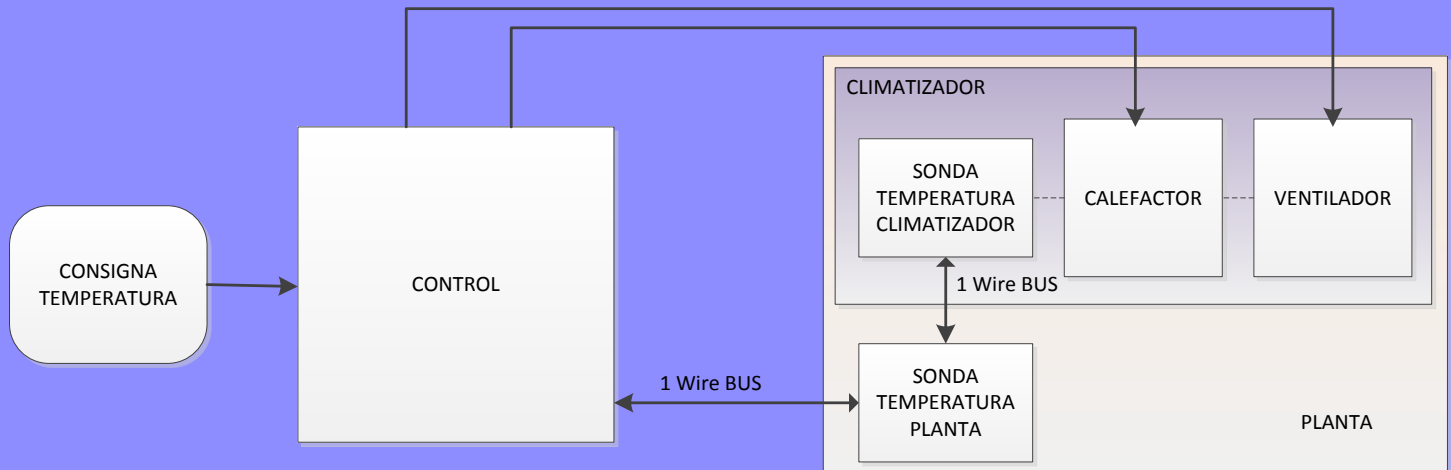 CLIMATIZADOR
SONDA
TEMPERATURA
CLIMATIZADOR
CALEFACTOR
VENTILADOR
CONSIGNA
TEMPERATURA
CONTROL
1 Wire BUS
1 Wire BUS
SONDA
TEMPERATURA
PLANTA
PLANTA